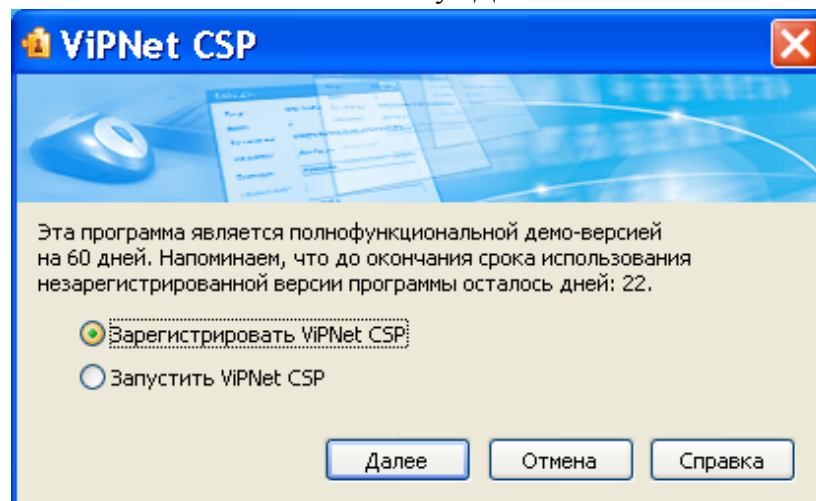 ViPNet CSP
Эта программа является полнофункциональной демо-версией
на 60 дней. Напоминаем, что до окончания срока использования
незарегистрированной версии программы осталось дней: 22.
Зарегистрировать ViPNet CSP
Запустить ViPNet CSP
Далее Отмена Справка